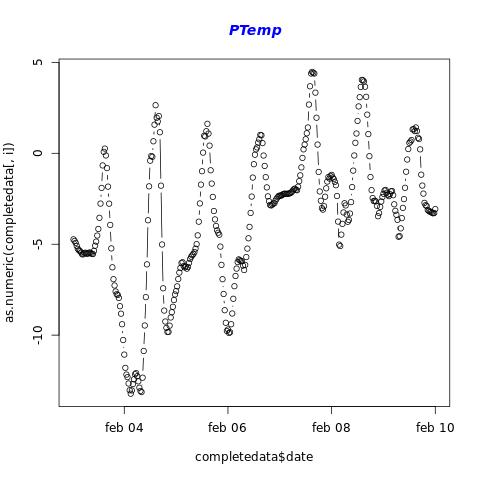 PTemp
5
0
-5
-10
as.numeric(completedata[, i])
feb 04 feb 06 feb 08 feb 10
completedata$date